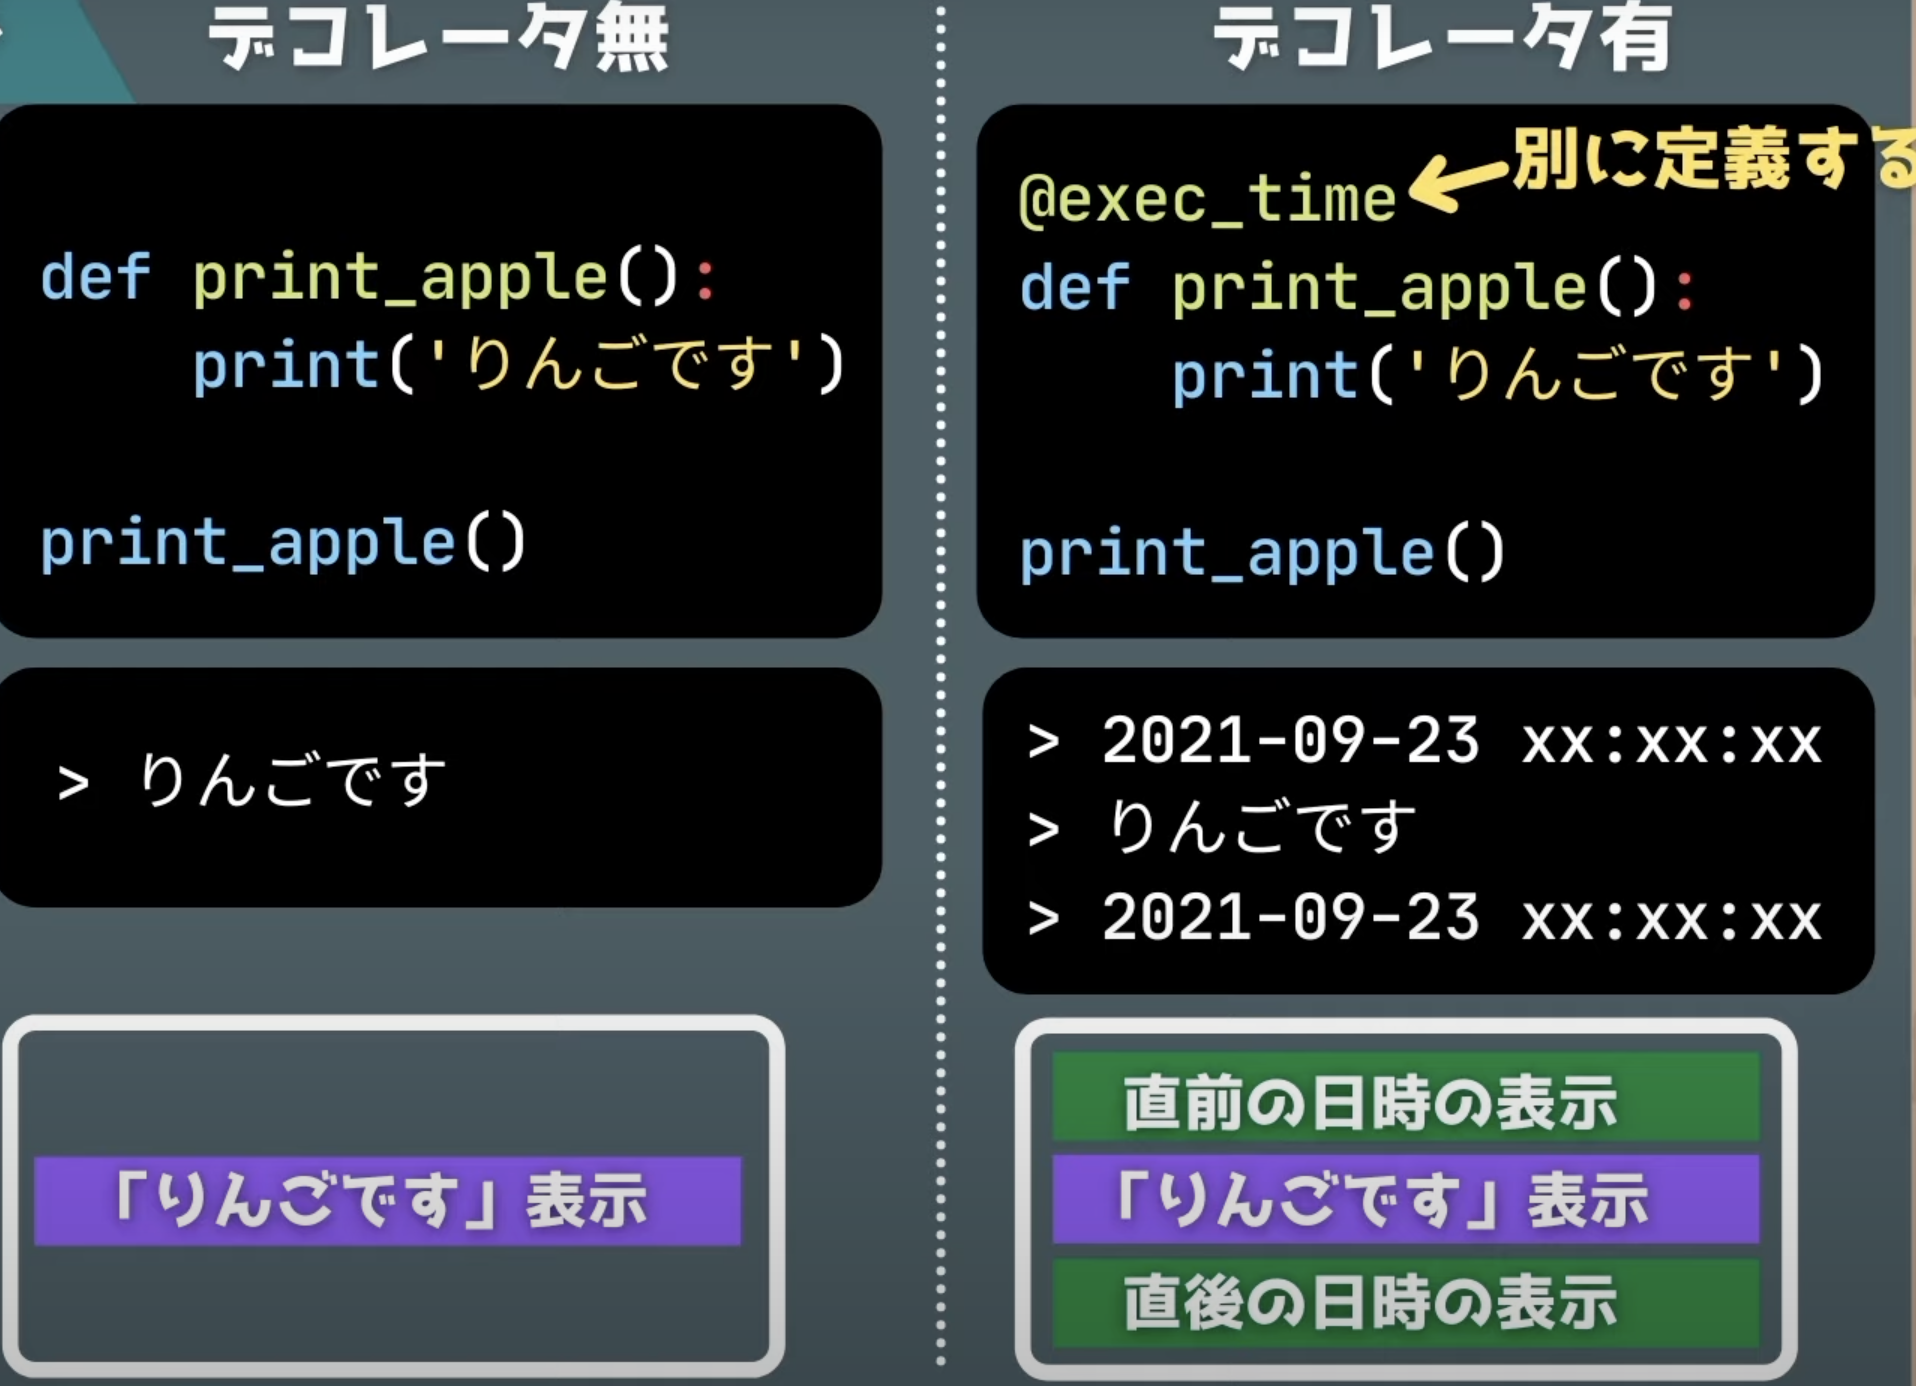 デコレータ無
def print_apple():
    print('りんごです')
print_apple()
> りんごです
「りんごです」表示
デコレータ有
@exec_time
別に定義する
def print_apple():
    print('りんごです')
print_apple()
> 2021-09-23 xx:xx:xx
> りんごです
> 2021-09-23 xx:xx:xx
直前の日時の表示
「りんごです」表示
直後の日時の表示